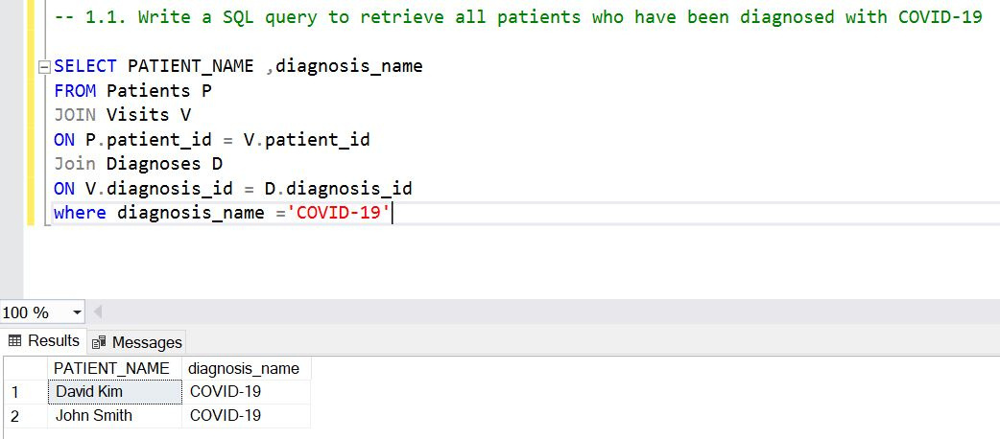 -- 1.1. Write a SQL query to retrieve all patients who have been diagnosed with COVID-19
SELECT PATIENT_NAME ,diagnosis_name
FROM Patients P
JOIN Visits V
ON P.patient_id = V.patient_id
Join Diagnoses D
ON V.diagnosis_id = D.diagnosis_id
where diagnosis_name ='COVID-19'
100 %
Results Messages
PATIENT_NAME diagnosis_name
1 David Kim COVID-19
2 John Smith COVID-19